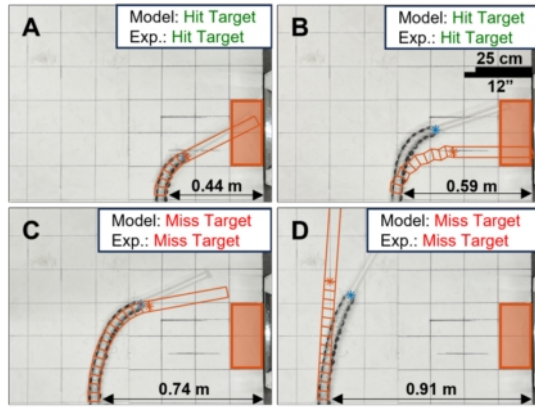 A
Model: Hit Target
Exp.: Hit Target
0.44 m
B
Model: Hit Target
Exp.: Hit Target
25 cm
12"
0.59 m
C
Model: Miss Target
Exp.: Miss Target
0.74 m
D
Model: Miss Target
Exp.: Miss Target
0.91 m